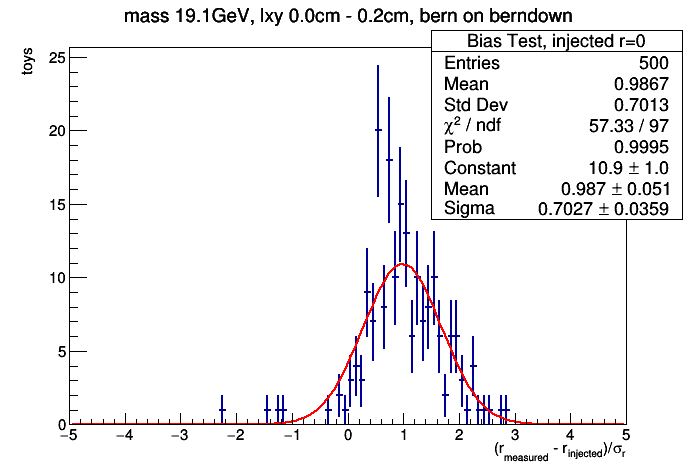 mass 19.1GeV, lxy 0.0cm - 0.2cm, bern on berndown
Bias Test, injected r=0
Entries 500
Mean 0.9867
Std Dev 0.7013
χ² / ndf 57.33 / 97
Prob 0.9995
Constant 10.9 ± 1.0
Mean 0.987 ± 0.051
Sigma 0.7027 ± 0.0359
toys
25
20
15
10
5
0
−5 −4 −3 −2 −1 0 1 2 3 4 5
(r_measured - r_injected)/σ_r